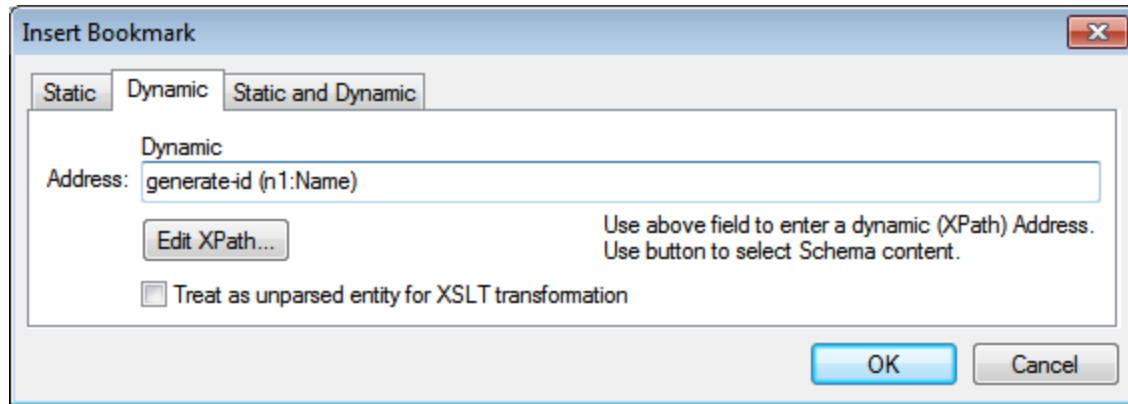 Insert Bookmark
Static Dynamic Static and Dynamic
Dynamic
Address: generate-id (n1:Name)
Edit XPath...
Use above field to enter a dynamic (XPath) Address.
Use button to select Schema content.
Treat as unparsed entity for XSLT transformation
OK Cancel